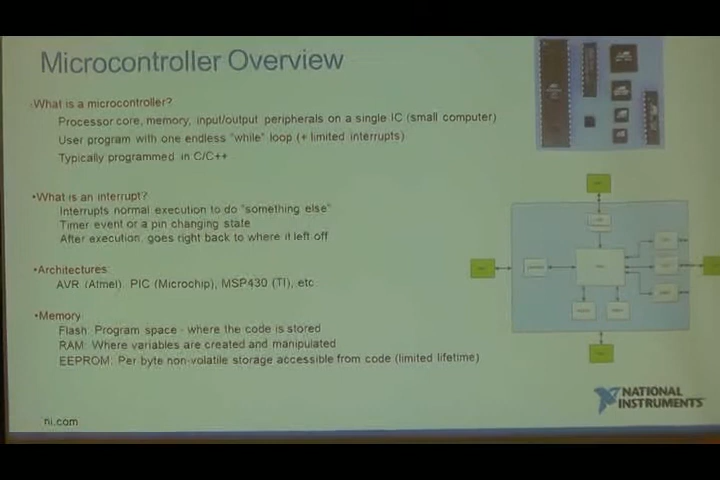 Microcontroller Overview
•What is a microcontroller?
Processor core, memory, input/output peripherals on a single IC (small computer)
User program with one endless "while" loop (+ limited interrupts)
Typically programmed in C/C++
•What is an interrupt?
Interrupts normal execution to do "something else"
Timer event or a pin changing state
After execution, goes right back to where it left off
•Architectures:
AVR (Atmel), PIC (Microchip), MSP430 (TI), etc
•Memory
Flash: Program space - where the code is stored
RAM: Where variables are created and manipulated
EEPROM: Per byte non-volatile storage accessible from code (limited lifetime)
NATIONAL
INSTRUMENTS
ni.com